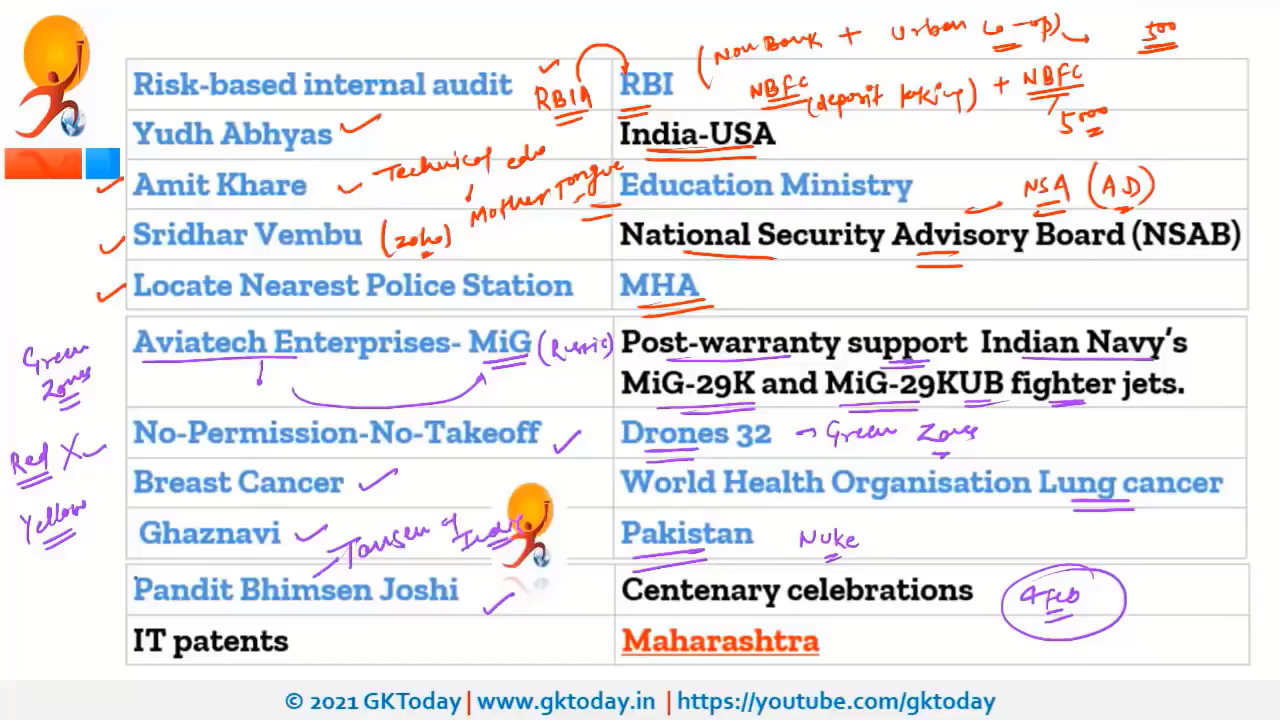 (Non Bank + Urban co-op) 500
Risk-based internal audit RBIA RBI NBFC (deposit taking) + NBFC
5000
Yudh Abhyas India-USA
Technical edu
Amit Khare Mother Tongue Education Ministry NSA (AD)
Sridhar Vembu (zoho) National Security Advisory Board (NSAB)
Locate Nearest Police Station MHA
Green Zones
Aviatech Enterprises- MiG (Russia) Post-warranty support Indian Navy's
MiG-29K and MiG-29KUB fighter jets.
No-Permission-No-Takeoff Drones 32 Green Zones
Red X
Breast Cancer World Health Organisation Lung cancer
Yellow
Ghaznavi Pakistan Nuke
Tansen of India
Pandit Bhimsen Joshi Centenary celebrations 4 Feb
IT patents Maharashtra
© 2021 GKToday | www.gktoday.in | https://youtube.com/gktoday